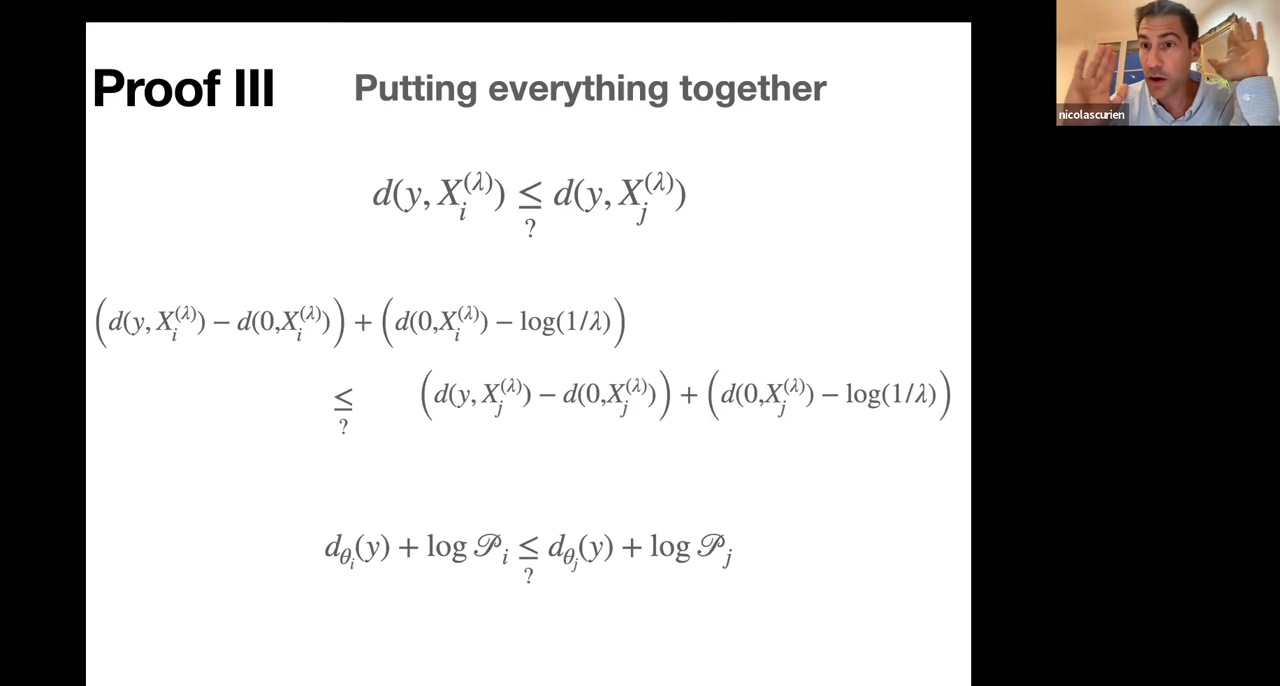 Proof III Putting everything together
nicolascurien
d(y, X_i^{(λ)}) ≤_? d(y, X_j^{(λ)})
(d(y, X_i^{(λ)}) − d(0,X_i^{(λ)})) + (d(0,X_i^{(λ)}) − log(1/λ))
≤_? (d(y, X_j^{(λ)}) − d(0,X_j^{(λ)})) + (d(0,X_j^{(λ)}) − log(1/λ))
d_{θ_i}(y) + log 𝒫_i ≤_? d_{θ_j}(y) + log 𝒫_j